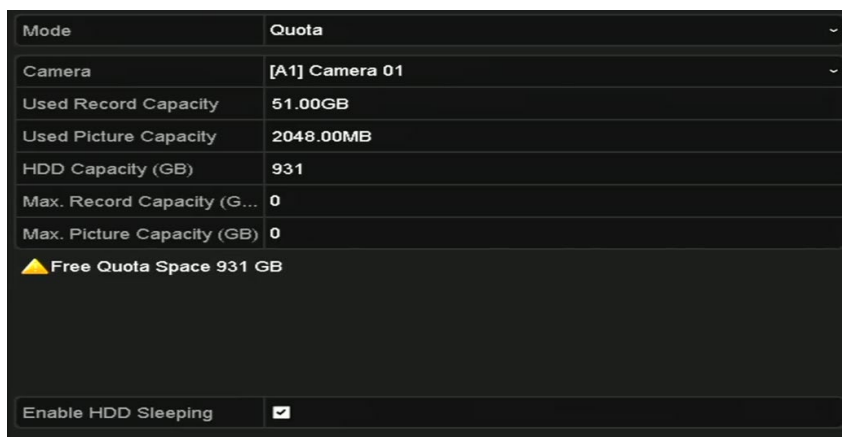 Mode Quota
Camera [A1] Camera 01
Used Record Capacity 51.00GB
Used Picture Capacity 2048.00MB
HDD Capacity (GB) 931
Max. Record Capacity (G... 0
Max. Picture Capacity (GB) 0
Free Quota Space 931 GB
Enable HDD Sleeping